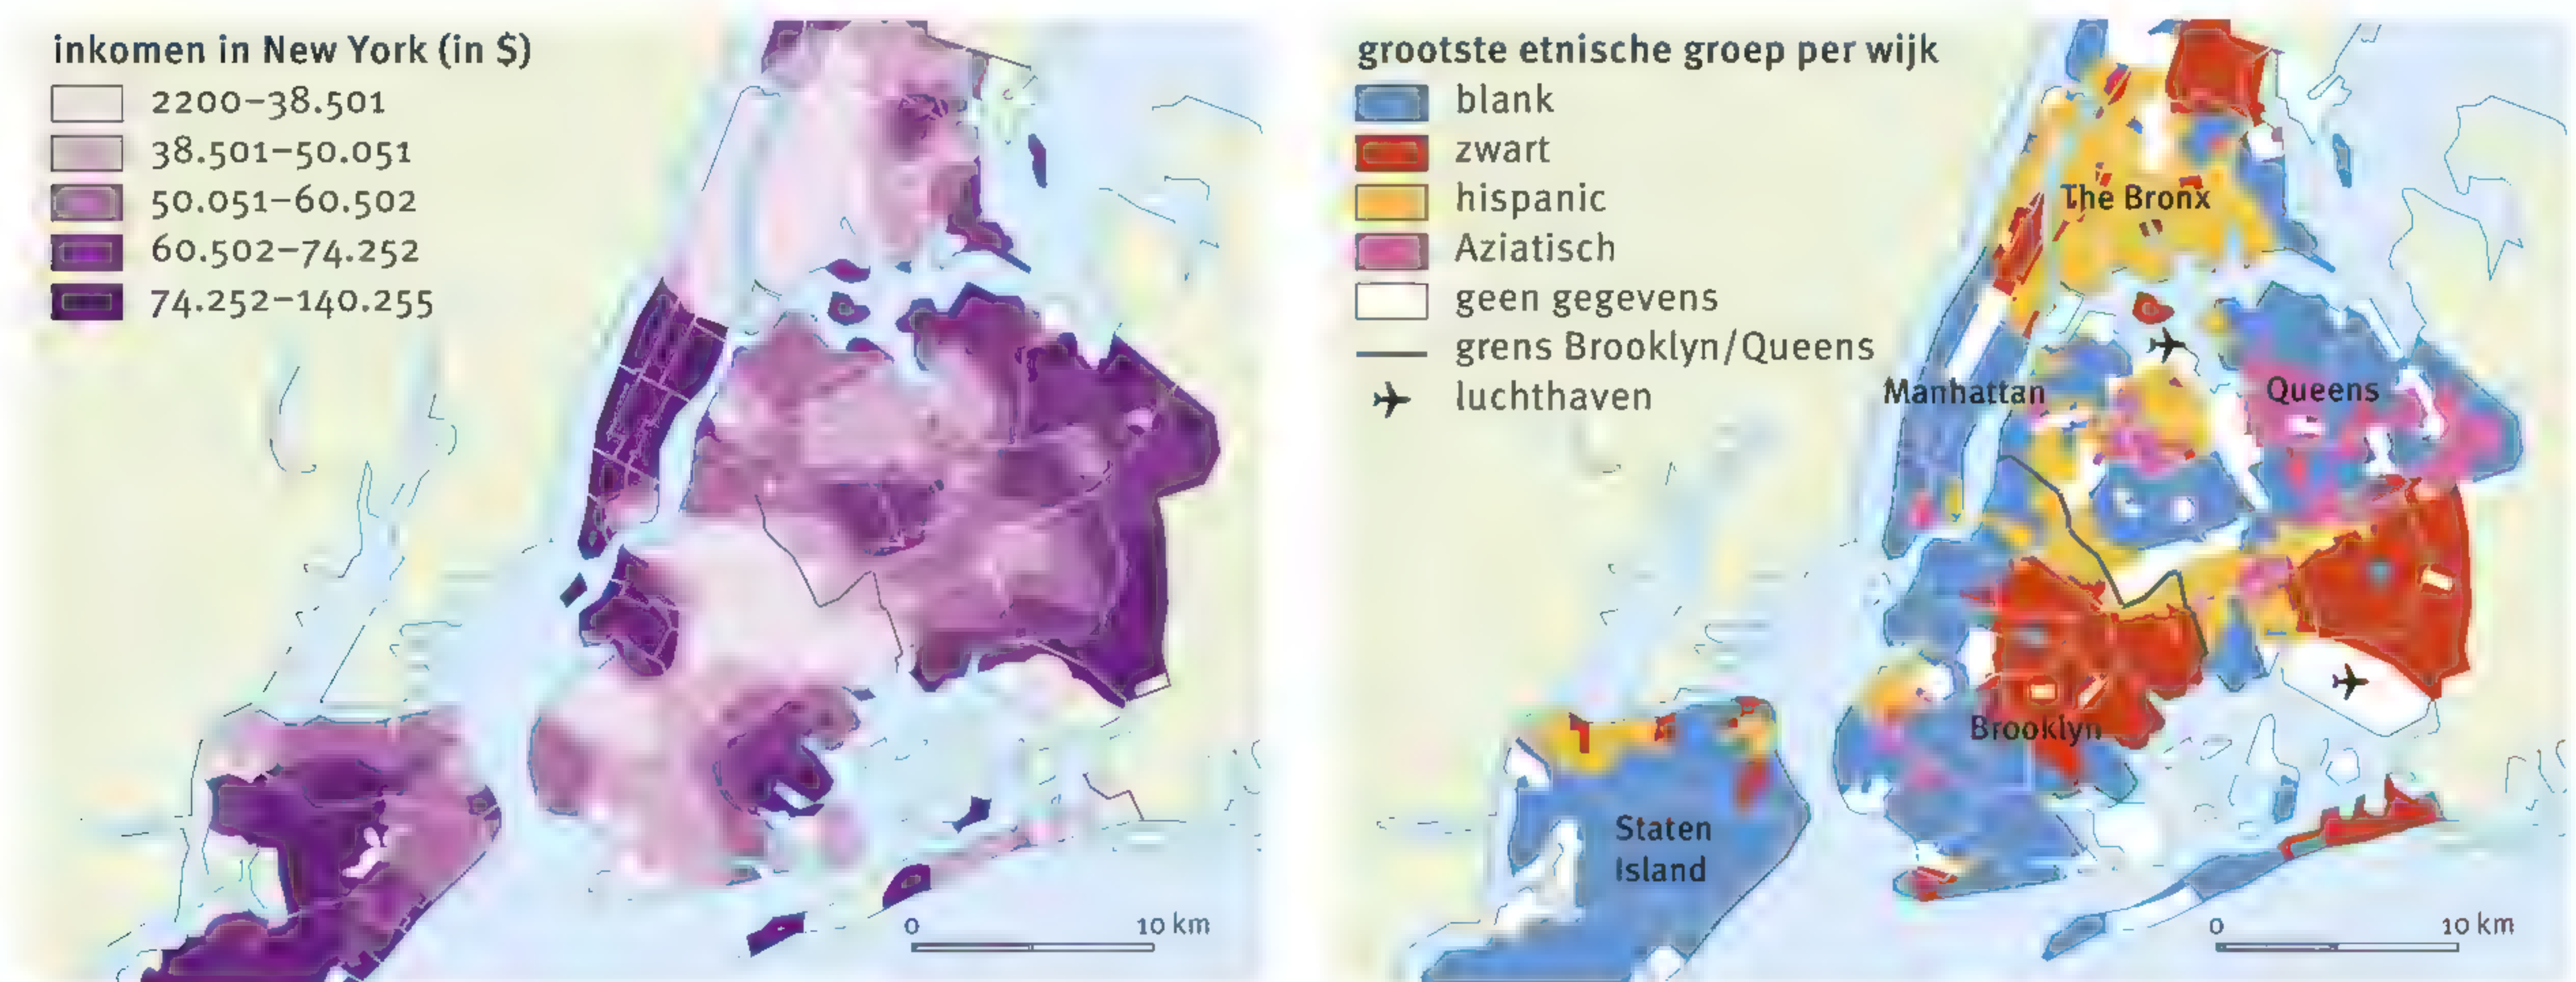 inkomen in New York (in $)
2200–38.501
38.501–50.051
50.051–60.502
60.502–74.252
74.252–140.255
0 10 km
grootste etnische groep per wijk
blank
zwart
hispanic
Aziatisch
geen gegevens
grens Brooklyn/Queens
luchthaven
The Bronx
Manhattan
Queens
Brooklyn
Staten
Island
0 10 km